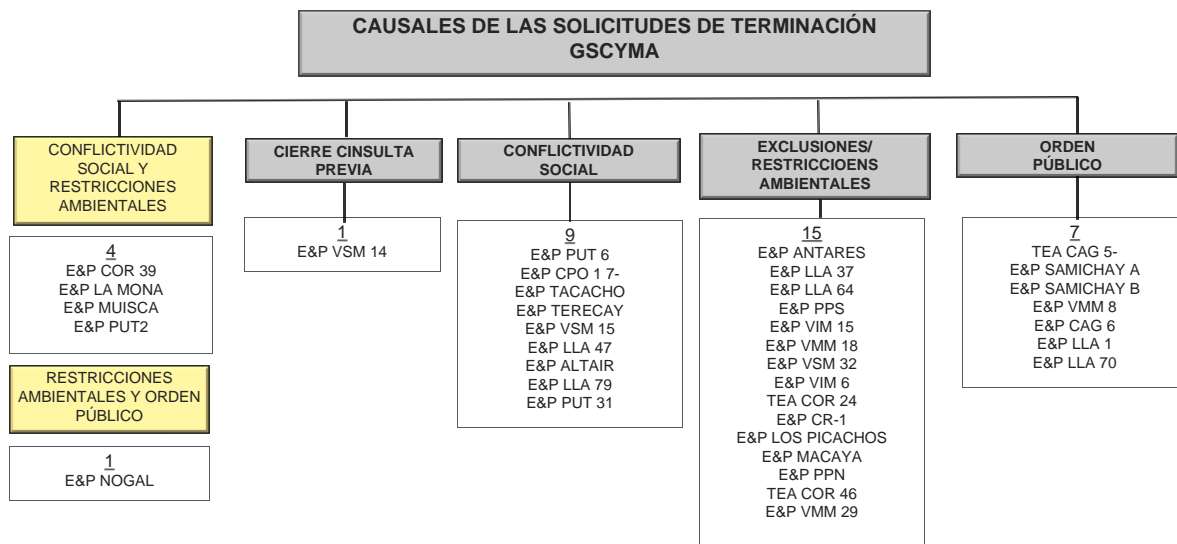 CAUSALES DE LAS SOLICITUDES DE TERMINACIÓN
GSCYMA
CONFLICTIVIDAD
SOCIAL Y
RESTRICCIONES
AMBIENTALES
4
E&P COR 39
E&P LA MONA
E&P MUISCA
E&P PUT2
RESTRICCIONES
AMBIENTALES Y ORDEN
PÚBLICO
1
E&P NOGAL
CIERRE CINSULTA
PREVIA
1
E&P VSM 14
CONFLICTIVIDAD
SOCIAL
9
E&P PUT 6
E&P CPO 1 7-
E&P TACACHO
E&P TERECAY
E&P VSM 15
E&P LLA 47
E&P ALTAIR
E&P LLA 79
E&P PUT 31
EXCLUSIONES/
RESTRICCIOENS
AMBIENTALES
15
E&P ANTARES
E&P LLA 37
E&P LLA 64
E&P PPS
E&P VIM 15
E&P VMM 18
E&P VSM 32
E&P VIM 6
TEA COR 24
E&P CR-1
E&P LOS PICACHOS
E&P MACAYA
E&P PPN
TEA COR 46
E&P VMM 29
ORDEN
PÚBLICO
7
TEA CAG 5-
E&P SAMICHAY A
E&P SAMICHAY B
E&P VMM 8
E&P CAG 6
E&P LLA 1
E&P LLA 70